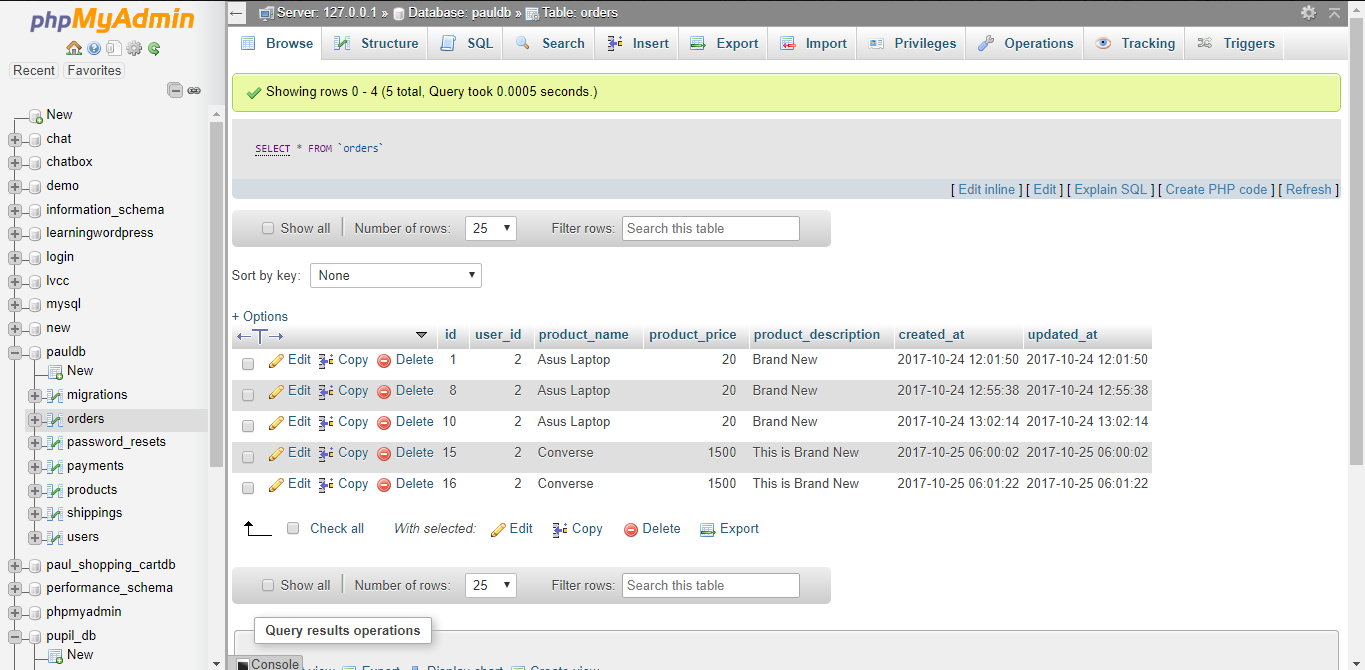 phpMyAdmin
Recent Favorites
New
chat
chatbox
demo
information_schema
learningwordpress
login
lvcc
mysql
new
pauldb
New
migrations
orders
password_resets
payments
products
shippings
users
paul_shopping_cartdb
performance_schema
phpmyadmin
pupil_db
New
Server: 127.0.0.1 » Database: pauldb » Table: orders
Browse Structure SQL Search Insert Export Import Privileges Operations Tracking Triggers
Showing rows 0 - 4 (5 total, Query took 0.0005 seconds.)
SELECT * FROM `orders`
[ Edit inline ] [ Edit ] [ Explain SQL ] [ Create PHP code ] [ Refresh ]
Show all Number of rows: 25 Filter rows: Search this table
Sort by key: None
+ Options
id user_id product_name product_price product_description created_at updated_at
Edit Copy Delete 1 2 Asus Laptop 20 Brand New 2017-10-24 12:01:50 2017-10-24 12:01:50
Edit Copy Delete 8 2 Asus Laptop 20 Brand New 2017-10-24 12:55:38 2017-10-24 12:55:38
Edit Copy Delete 10 2 Asus Laptop 20 Brand New 2017-10-24 13:02:14 2017-10-24 13:02:14
Edit Copy Delete 15 2 Converse 1500 This is Brand New 2017-10-25 06:00:02 2017-10-25 06:00:02
Edit Copy Delete 16 2 Converse 1500 This is Brand New 2017-10-25 06:01:22 2017-10-25 06:01:22
Check all With selected: Edit Copy Delete Export
Show all Number of rows: 25 Filter rows: Search this table
Query results operations
Console view Export Display chart Create view